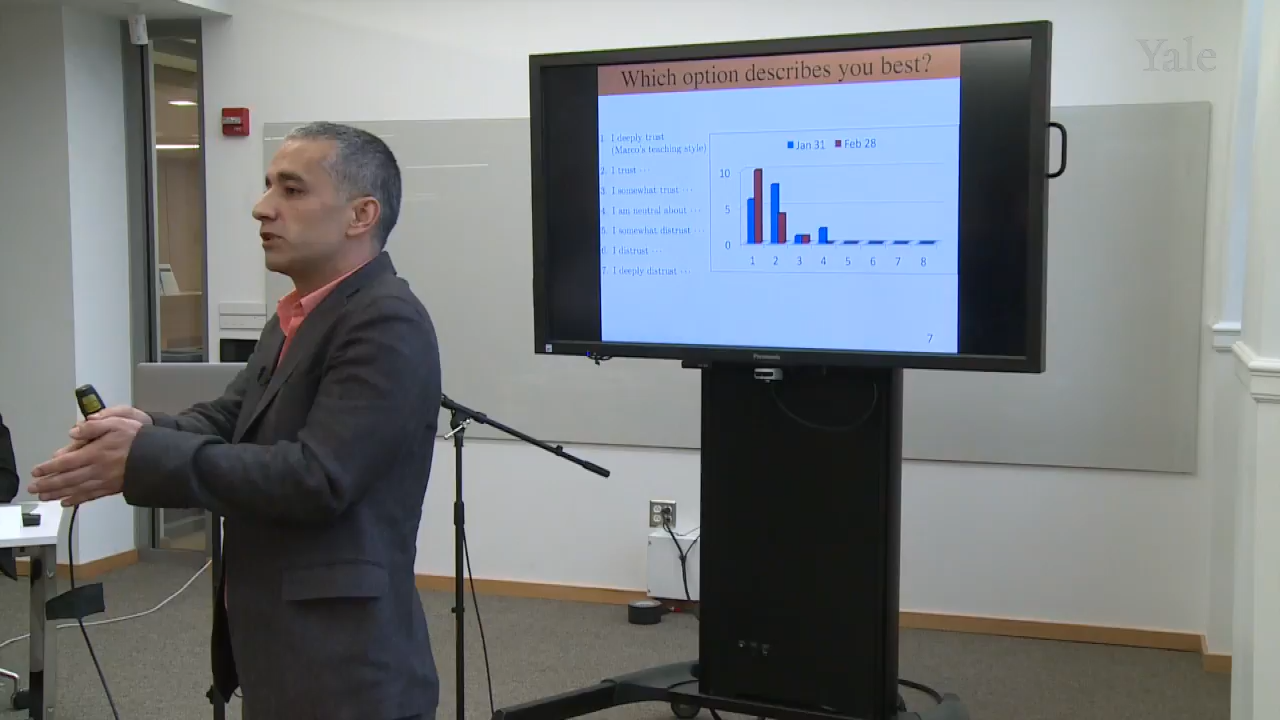 Yale
Which option describes you best?
1. I deeply trust
(Marco's teaching style)
2. I trust ···
3. I somewhat trust ···
4. I am neutral about ···
5. I somewhat distrust ···
6. I distrust ···
7. I deeply distrust ···
Jan 31 Feb 28
10
5
0
1 2 3 4 5 6 7 8
7
Panasonic